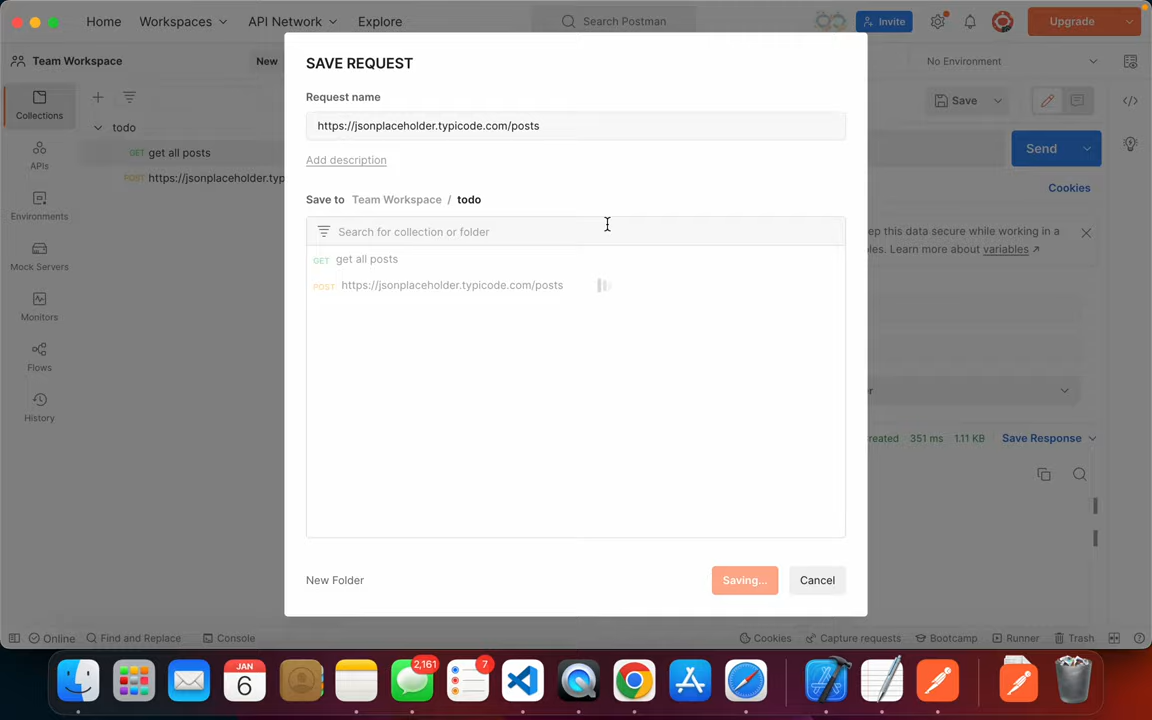 Home Workspaces API Network Explore Search Postman Invite Upgrade
Team Workspace New No Environment
SAVE REQUEST
Request name
https://jsonplaceholder.typicode.com/posts
Add description
Save to Team Workspace / todo
Search for collection or folder
GET get all posts
POST https://jsonplaceholder.typicode.com/posts
New Folder Saving... Cancel
Collections
APIs
Environments
Mock Servers
Monitors
Flows
History
todo
GET get all posts
POST https://jsonplaceholder.typ
Save
Send
Cookies
ep this data secure while working in a
es. Learn more about variables
er
reated 351 ms 1.11 KB Save Response
Online Find and Replace Console Cookies Capture requests Bootcamp Runner Trash
JAN
6
2,161
7